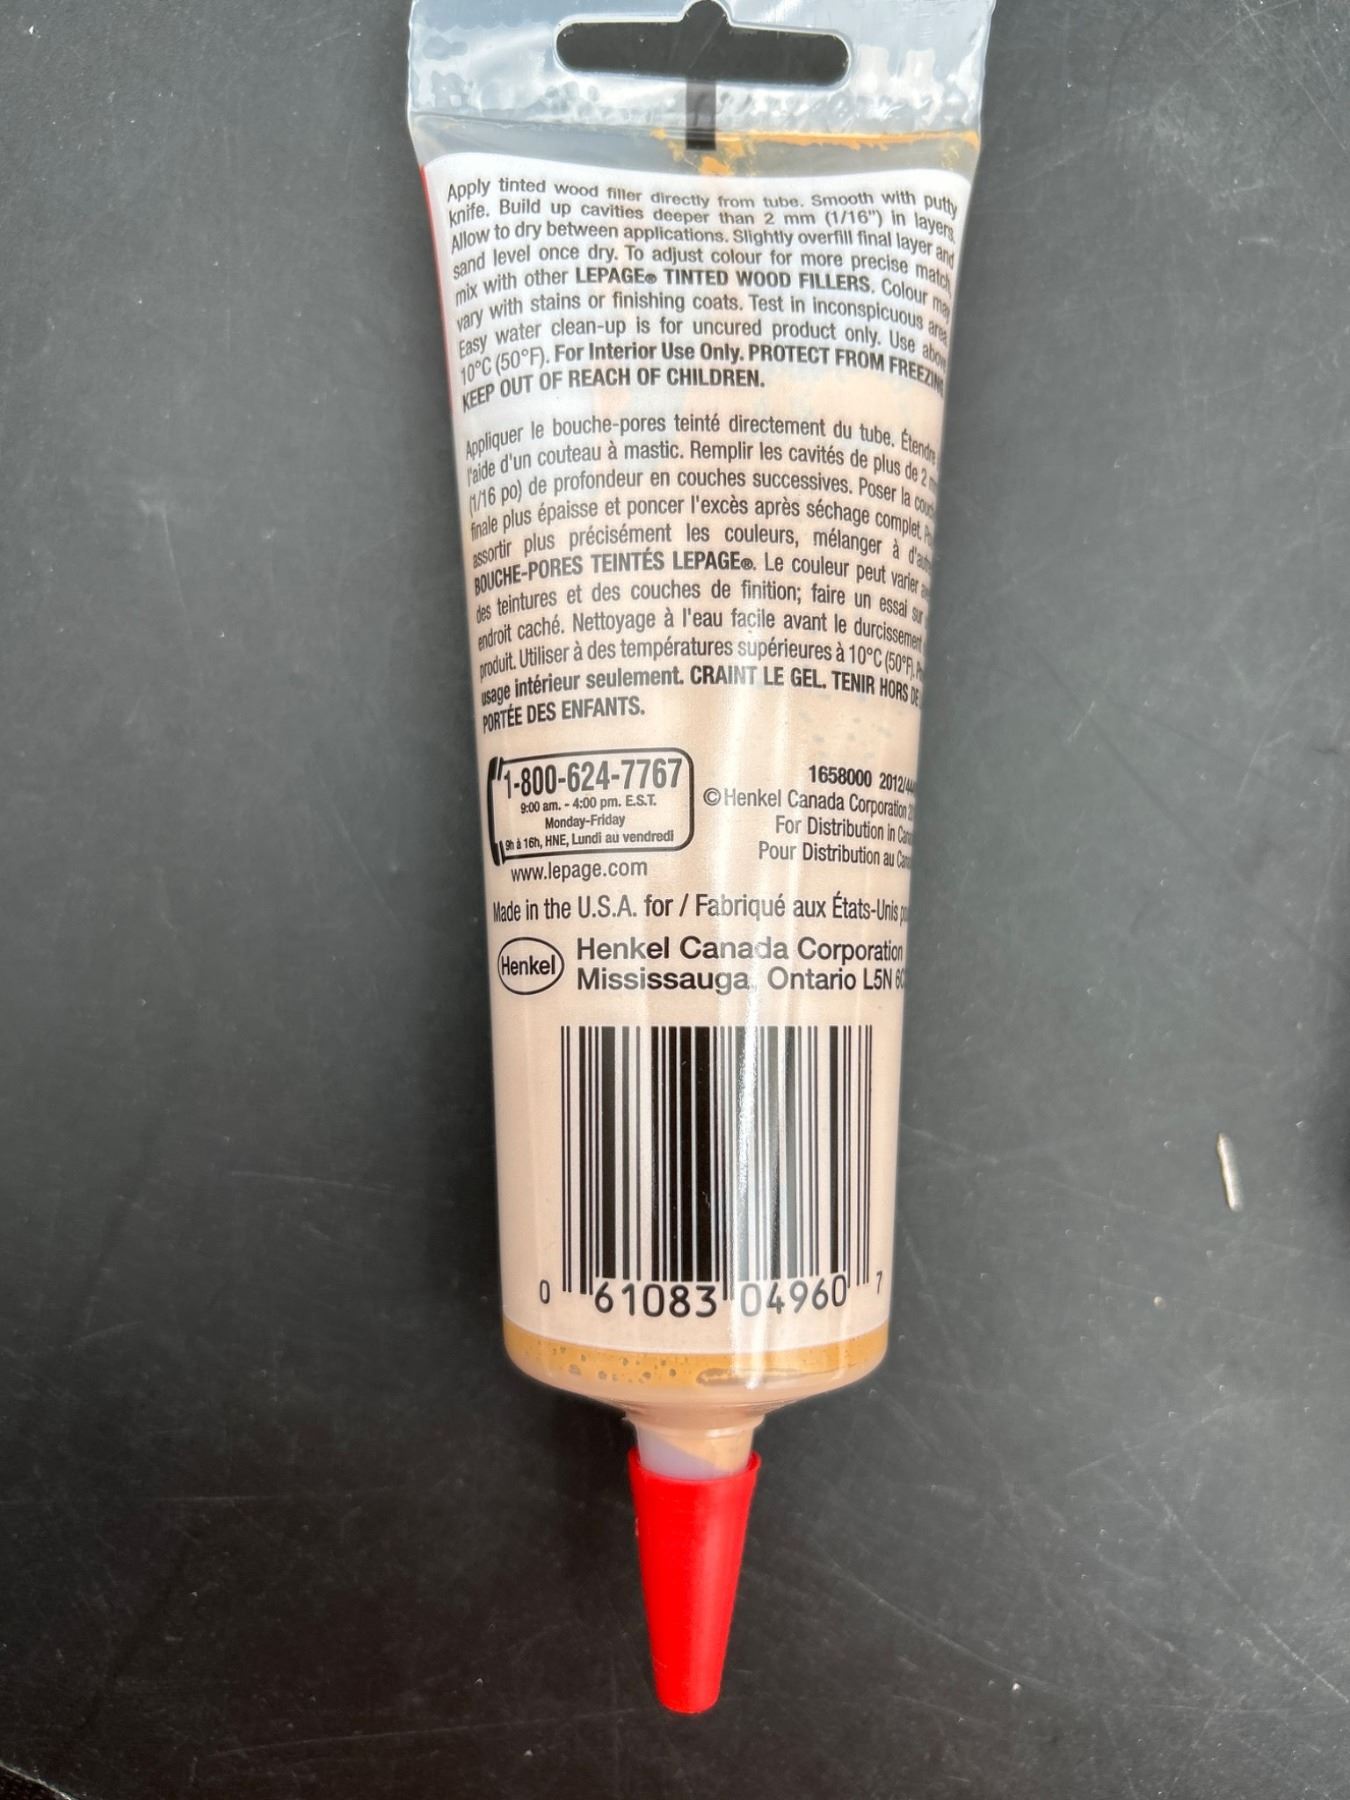 Apply tinted wood filler directly from tube. Smooth with putty
knife. Build up cavities deeper than 2 mm (1/16") in layers.
Allow to dry between applications. Slightly overfill final layer and
sand level once dry. To adjust colour for more precise match,
mix with other LEPAGE® TINTED WOOD FILLERS. Colour may
vary with stains or finishing coats. Test in inconspicuous area.
Easy water clean-up is for uncured product only. Use above
10°C (50°F). For Interior Use Only. PROTECT FROM FREEZING.
KEEP OUT OF REACH OF CHILDREN.
Appliquer le bouche-pores teinté directement du tube. Étendre
l'aide d'un couteau à mastic. Remplir les cavités de plus de 2
(1/16 po) de profondeur en couches successives. Poser la
finale plus épaisse et poncer l'excès après séchage complet.
assortir plus précisément les couleurs, mélanger à
BOUCHE-PORES TEINTÉS LEPAGE®. Le couleur peut varier
des teintures et des couches de finition; faire un essai sur
endroit caché. Nettoyage à l'eau facile avant le durcissement
produit. Utiliser à des températures supérieures à 10°C (50°F).
usage intérieur seulement. CRAINT LE GEL. TENIR HORS DE
PORTÉE DES ENFANTS.
1-800-624-7767
9:00 am. - 4:00 pm. E.S.T.
Monday-Friday
9h à 16h, HNE, Lundi au vendredi
www.lepage.com
1658000 2012/
©Henkel Canada Corporation
For Distribution in
Pour Distribution au
Made in the U.S.A. for / Fabriqué aux États-Unis
Henkel
Henkel Canada Corporation
Mississauga, Ontario L5N
0 61083 04960 7